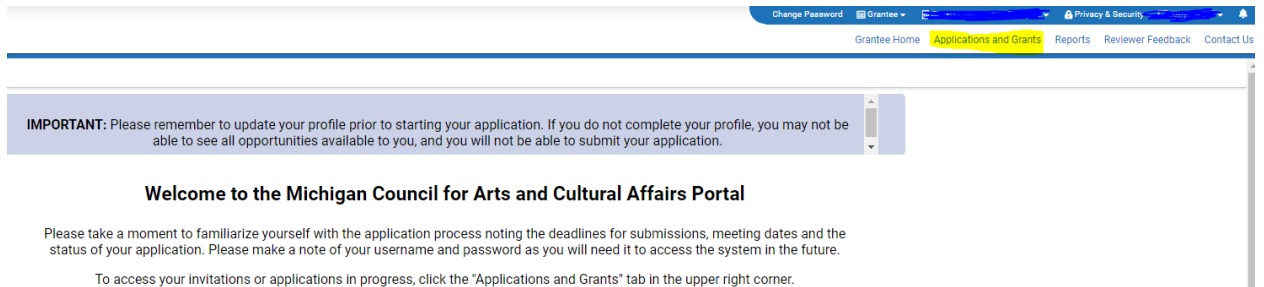 Change Password Grantee Privacy & Security
Grantee Home Applications and Grants Reports Reviewer Feedback Contact Us
IMPORTANT: Please remember to update your profile prior to starting your application. If you do not complete your profile, you may not be
able to see all opportunities available to you, and you will not be able to submit your application.
Welcome to the Michigan Council for Arts and Cultural Affairs Portal
Please take a moment to familiarize yourself with the application process noting the deadlines for submissions, meeting dates and the
status of your application. Please make a note of your username and password as you will need it to access the system in the future.
To access your invitations or applications in progress, click the "Applications and Grants" tab in the upper right corner.